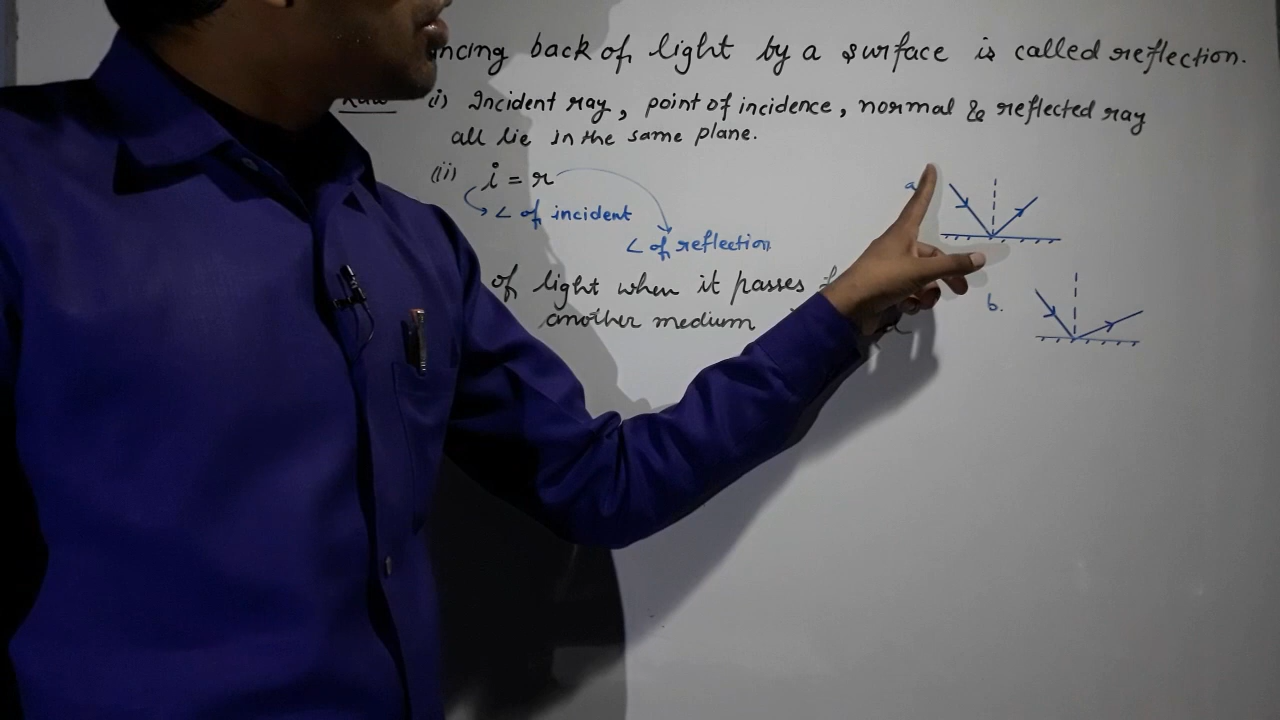 back of light by a surface is called reflection.
(i) Incident ray, point of incidence, normal & reflected ray
all lie in the same plane.
(ii) i = r
∠ of incident
∠ of reflection
of light when it passes
another medium
a
b.